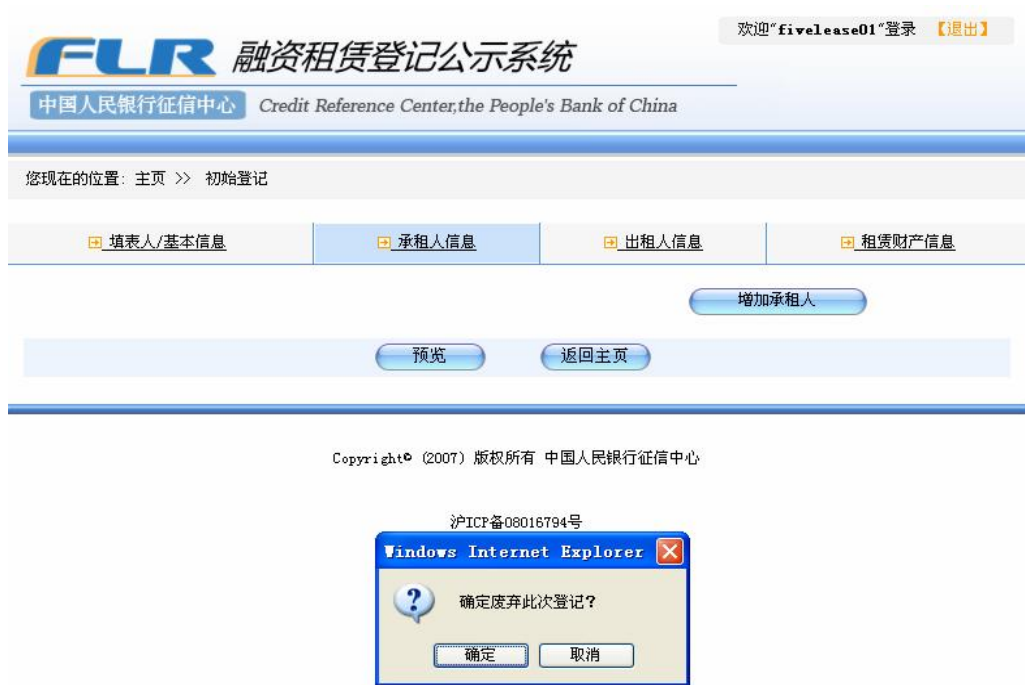 欢迎“fivelease01“登录 【退出】
FLR 融资租赁登记公示系统
中国人民银行征信中心 Credit Reference Center,the People's Bank of China
您现在的位置: 主页 >> 初始登记
填表人/基本信息 承租人信息 出租人信息 租赁财产信息
增加承租人
预览 返回主页
Copyright© (2007) 版权所有 中国人民银行征信中心
沪ICP备08016794号
Windows Internet Explorer
确定废弃此次登记?
确定 取消